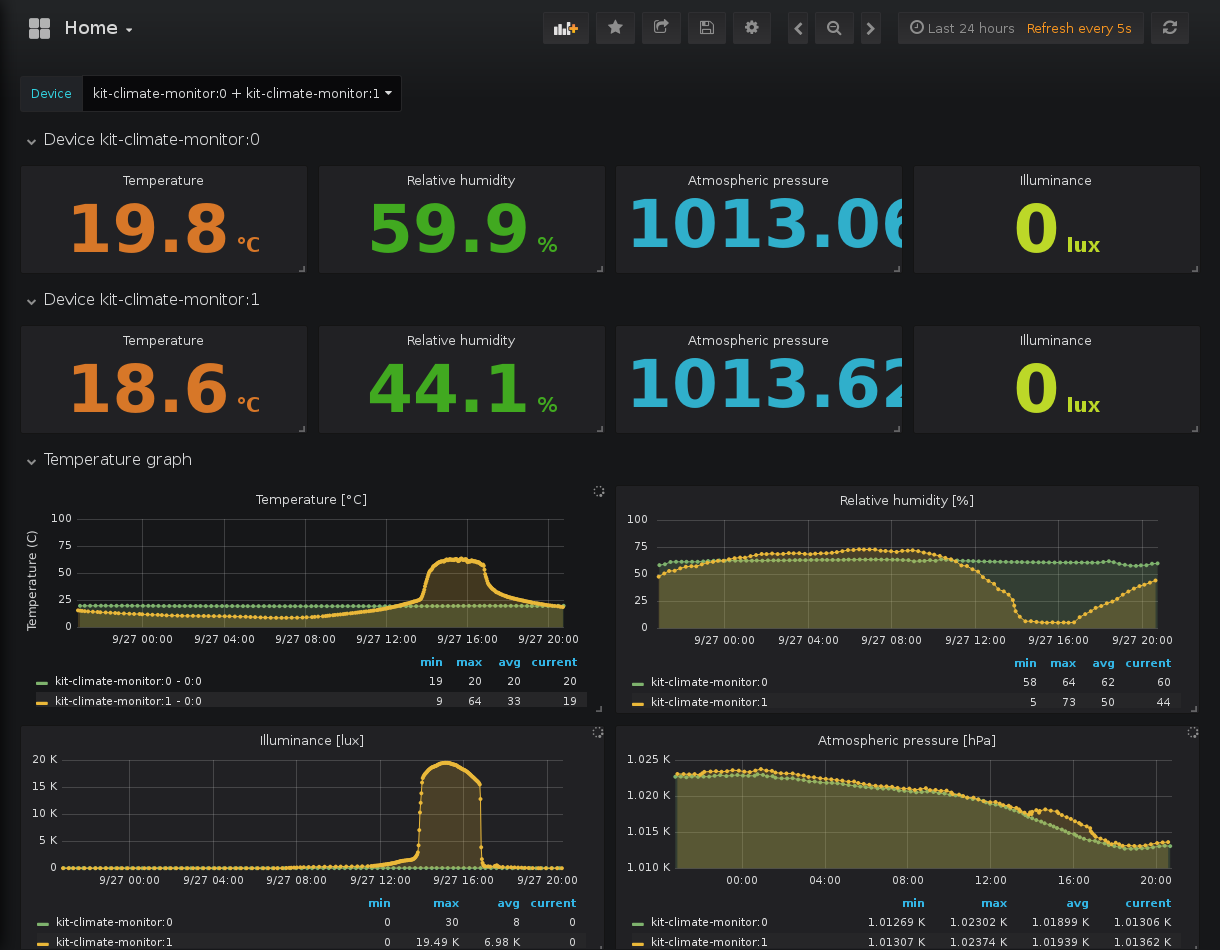 Home
Last 24 hours Refresh every 5s
Device kit-climate-monitor:0 + kit-climate-monitor:1
Device kit-climate-monitor:0
Temperature Relative humidity Atmospheric pressure Illuminance
19.8 °C 59.9 % 1013.06 0 lux
Device kit-climate-monitor:1
Temperature Relative humidity Atmospheric pressure Illuminance
18.6 °C 44.1 % 1013.62 0 lux
Temperature graph
Temperature [°C]
Temperature (C)
100
75
50
25
0
9/27 00:00 9/27 04:00 9/27 08:00 9/27 12:00 9/27 16:00 9/27 20:00
min max avg current
kit-climate-monitor:0 - 0:0 19 20 20 20
kit-climate-monitor:1 - 0:0 9 64 33 19
Relative humidity [%]
100
75
50
25
0
9/27 00:00 9/27 04:00 9/27 08:00 9/27 12:00 9/27 16:00 9/27 20:00
min max avg current
kit-climate-monitor:0 58 64 62 60
kit-climate-monitor:1 5 73 50 44
Illuminance [lux]
20 K
15 K
10 K
5 K
0
9/27 00:00 9/27 04:00 9/27 08:00 9/27 12:00 9/27 16:00 9/27 20:00
min max avg current
kit-climate-monitor:0 0 30 8 0
kit-climate-monitor:1 0 19.49 K 6.98 K 0
Atmospheric pressure [hPa]
1.025 K
1.020 K
1.015 K
1.010 K
00:00 04:00 08:00 12:00 16:00 20:00
min max avg current
kit-climate-monitor:0 1.01269 K 1.02302 K 1.01899 K 1.01306 K
kit-climate-monitor:1 1.01307 K 1.02374 K 1.01939 K 1.01362 K